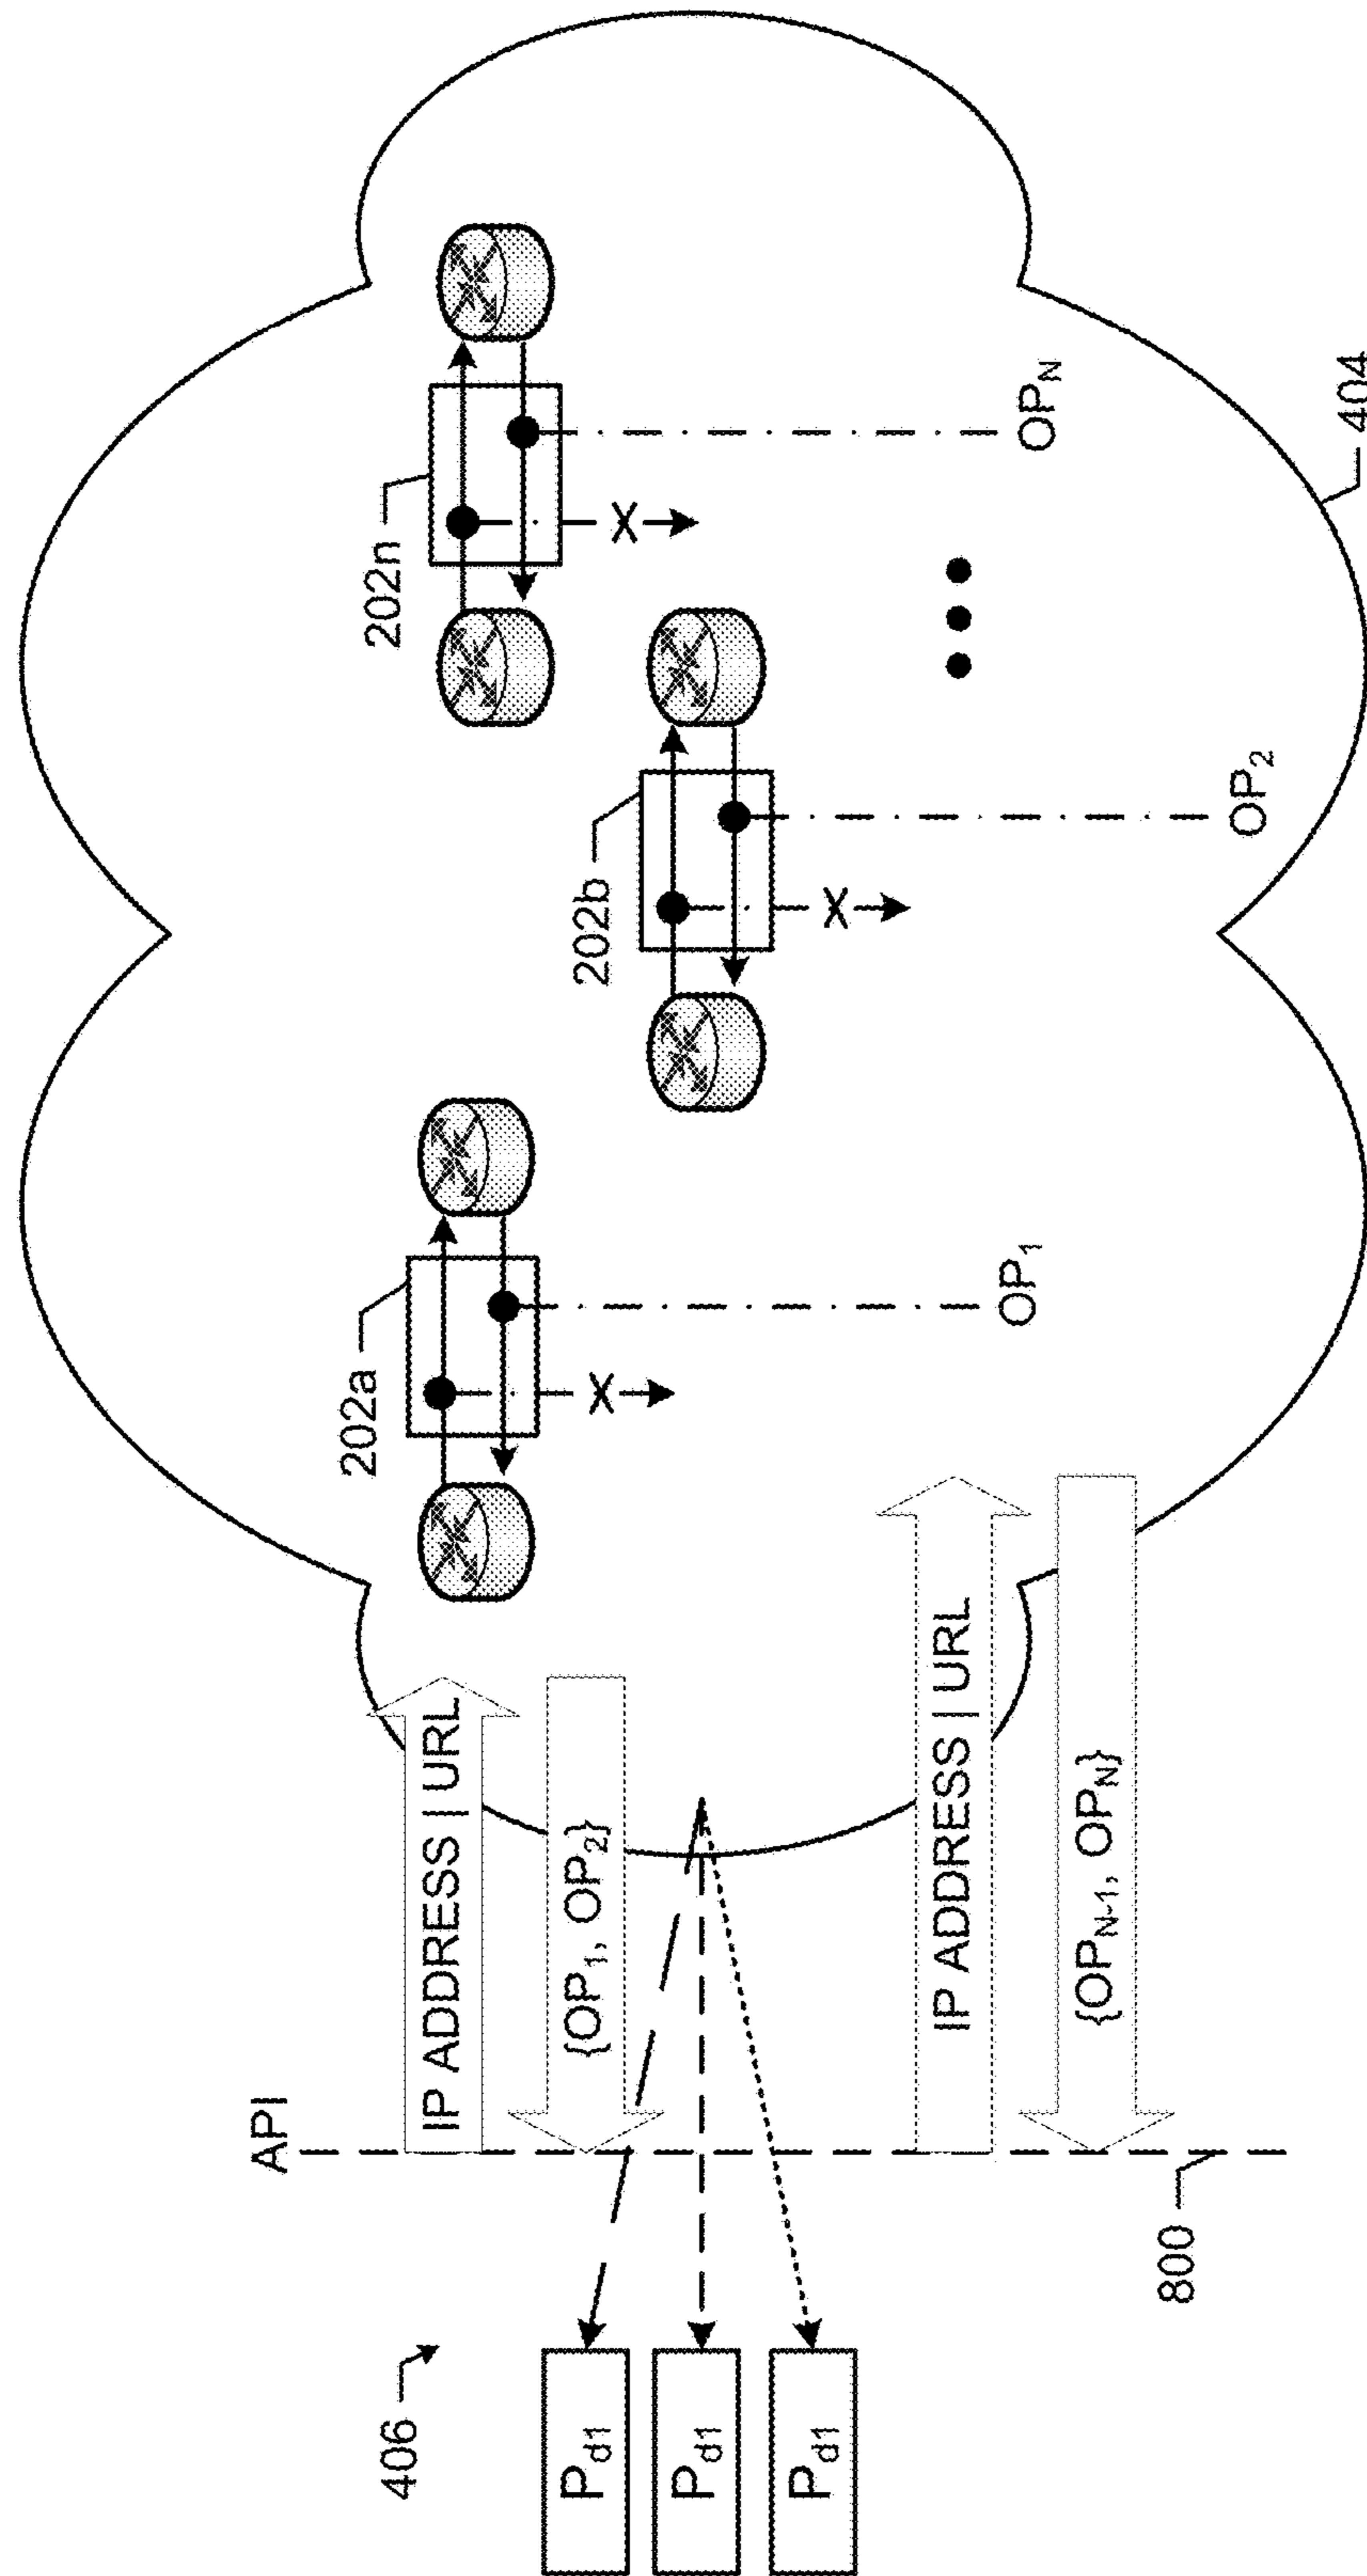 API
IP ADDRESS | URL
{OP1, OP2}
406
Pd1
Pd1
Pd1
IP ADDRESS | URL
{OPN-1, OPN}
800
202a
X
OP1
202b
X
OP2
202n
X
OPN
404